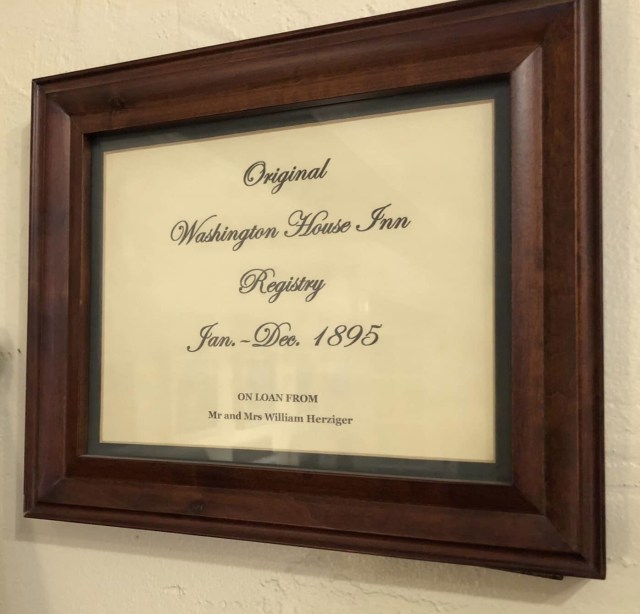 Original
Washington House Inn
Registry
Jan.~Dec. 1895
ON LOAN FROM
Mr and Mrs William Herziger